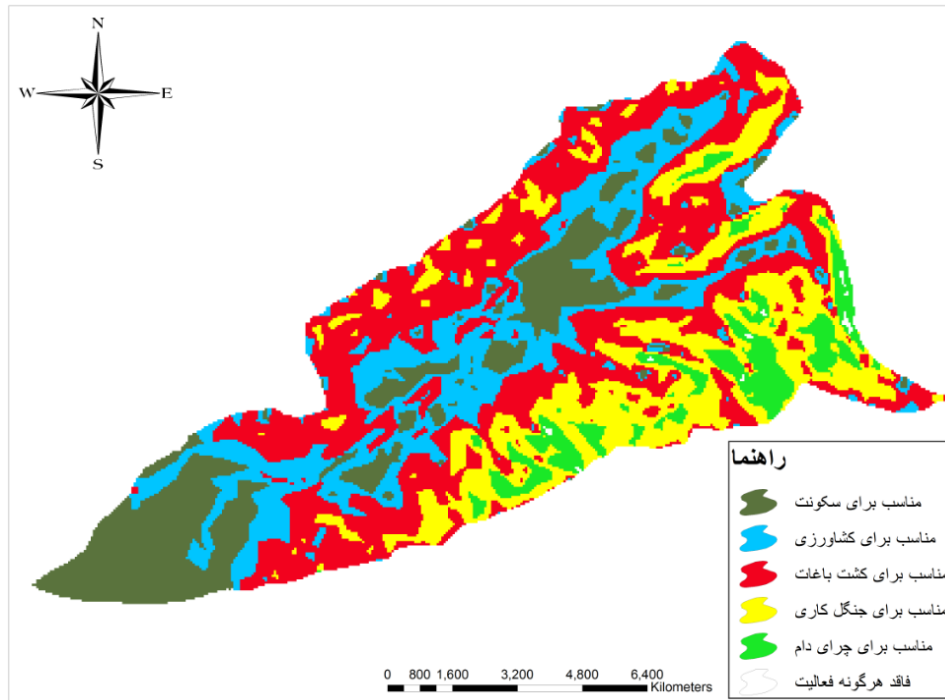 N
W E
S
راهنما
مناسب برای سکونت
مناسب برای کشاورزی
مناسب برای کشت باغات
مناسب برای جنگل کاری
مناسب برای چرای دام
فاقد هرگونه فعالیت
0 800 1,600 3,200 4,800 6,400
Kilometers